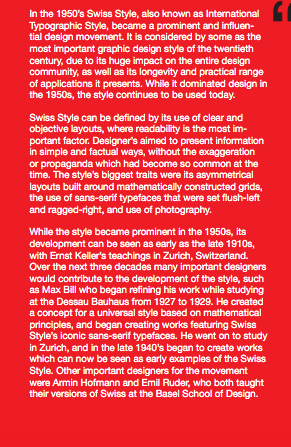 In the 1950's Swiss Style, also known as International
Typographic Style, became a prominent and influen-
tial design movement. It is considered by some as the
most important graphic design style of the twentieth
century, due to its huge impact on the entire design
community, as well as its longevity and practical range
of applications it presents. While it dominated design in
the 1950s, the style continues to be used today.
Swiss Style can be defined by its use of clear and
objective layouts, where readability is the most im-
portant factor. Designer's aimed to present information
in simple and factual ways, without the exaggeration
or propaganda which had become so common at the
time. The style's biggest traits were its asymmetrical
layouts built around mathematically constructed grids,
the use of sans-serif typefaces that were set flush-left
and ragged-right, and use of photography.
While the style became prominent in the 1950s, its
development can be seen as early as the late 1910s,
with Ernst Keller's teachings in Zurich, Switzerland.
Over the next three decades many important designers
would contribute to the development of the style, such
as Max Bill who began refining his work while studying
at the Dessau Bauhaus from 1927 to 1929. He created
a concept for a universal style based on mathematical
principles, and began creating works featuring Swiss
Style's iconic sans-serif typefaces. He went on to study
in Zurich, and in the late 1940's began to create works
which can now be seen as early examples of the Swiss
Style. Other important designers for the movement
were Armin Hofmann and Emil Ruder, who both taught
their versions of Swiss at the Basel School of Design.